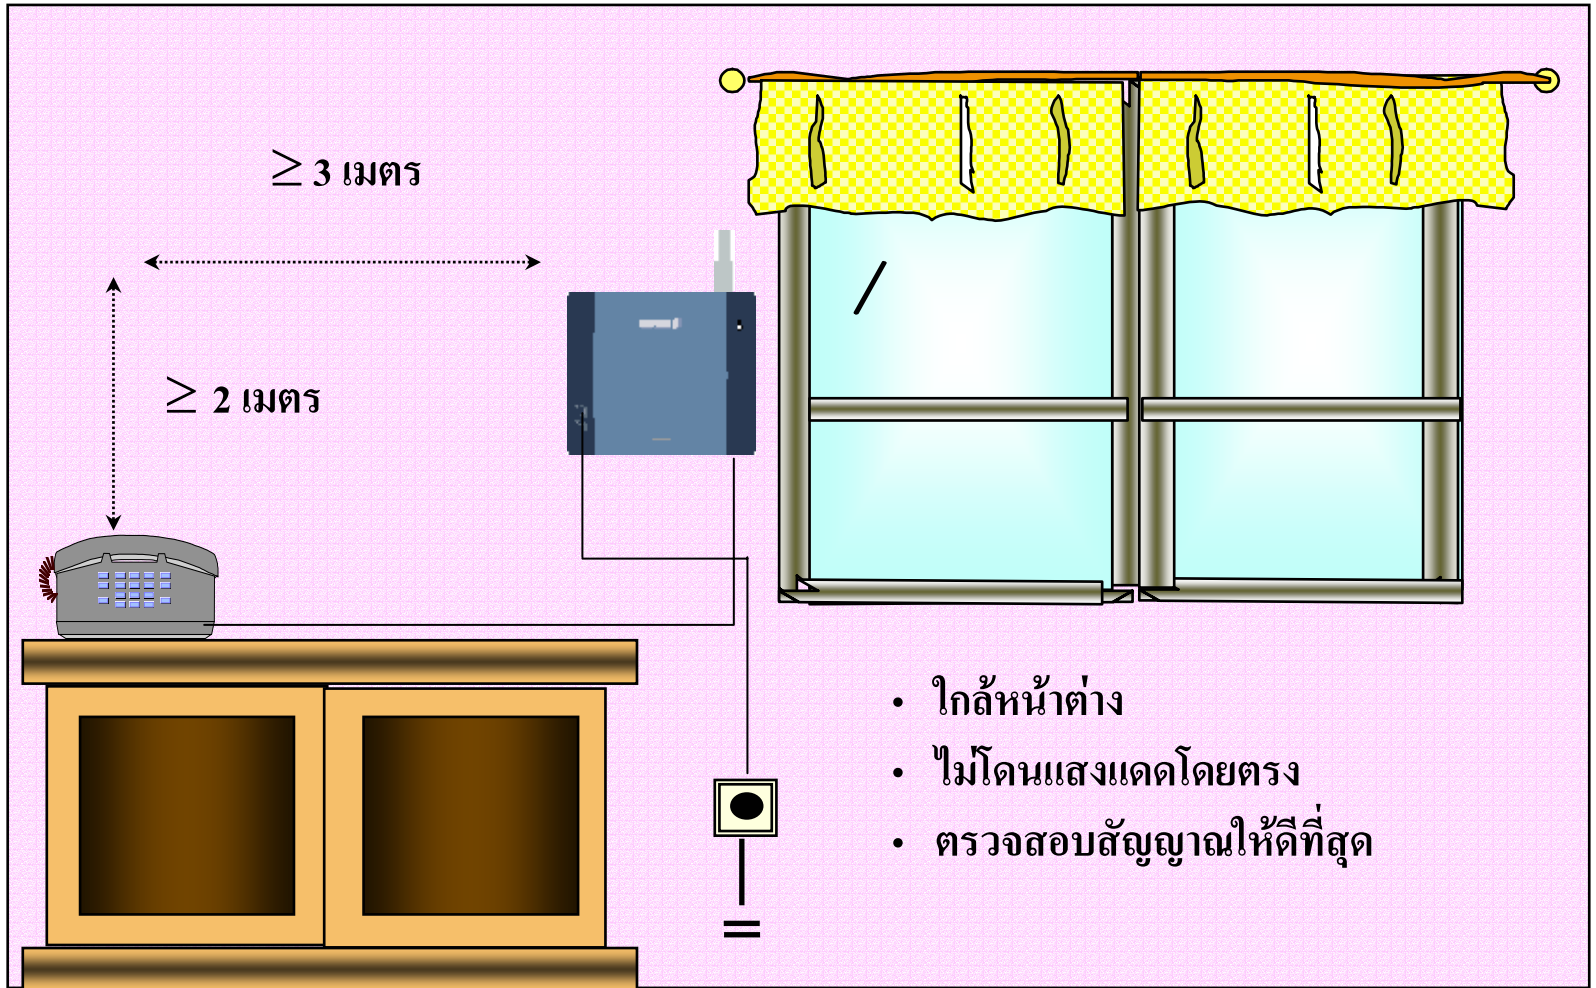 ≥ 3 เมตร
≥ 2 เมตร
• ใกล้หน้าต่าง
• ไม่โดนแสงแดดโดยตรง
• ตรวจสอบสัญญาณให้ดีที่สุด